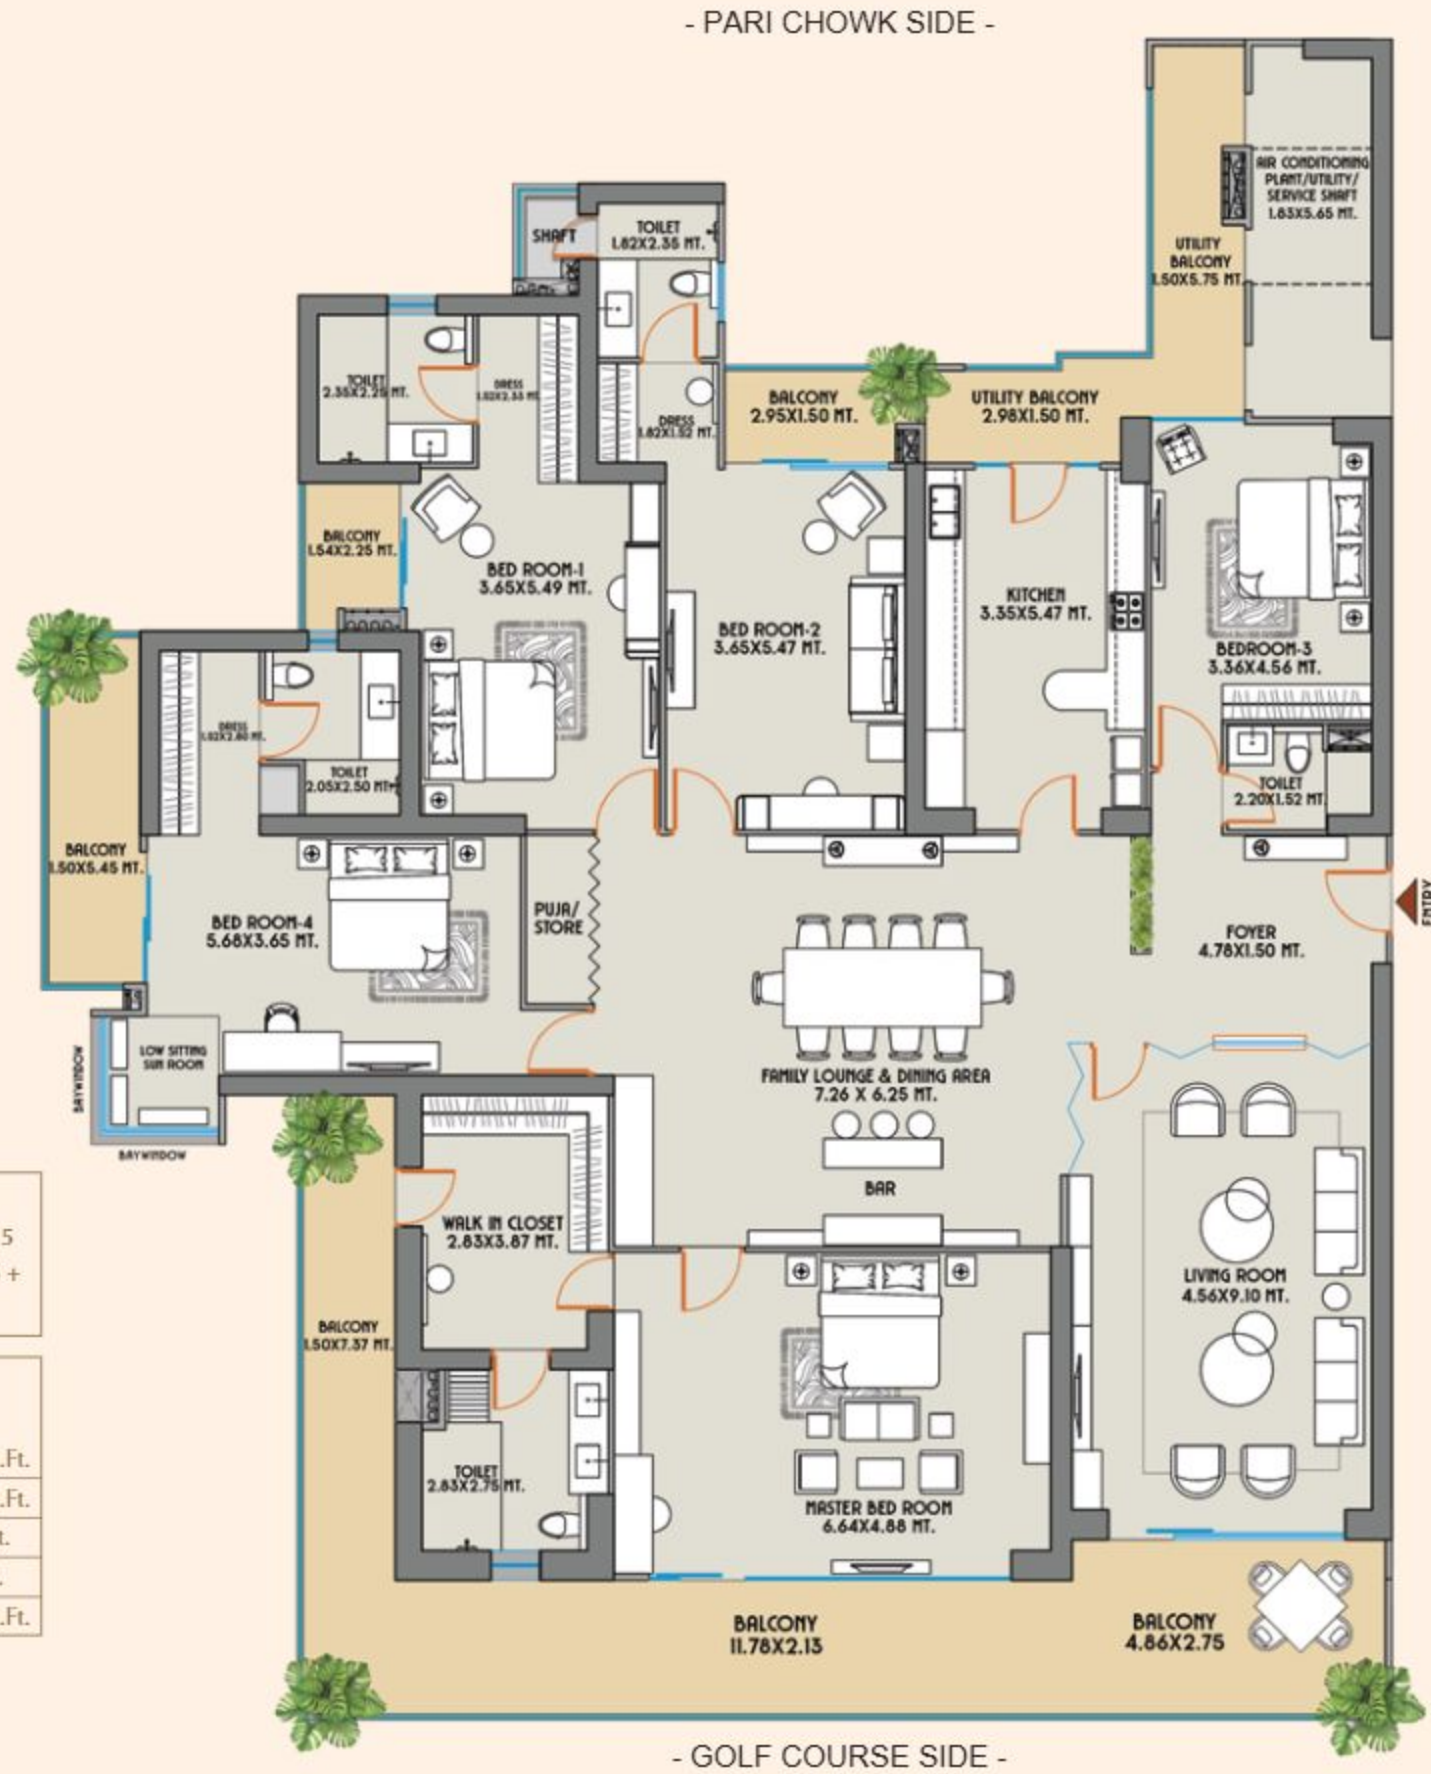 - PARI CHOWK SIDE -
AIR CONDITIONING
PLANT/UTILITY/
SERVICE SHAFT
1.83X5.65 MT.
UTILITY
BALCONY
1.50X5.75 MT.
SHAFT
TOILET
1.82X2.35 MT.
TOILET
2.35X2.25 MT.
DRESS
DRESS
1.82X1.52 MT.
BALCONY
2.95X1.50 MT.
UTILITY BALCONY
2.98X1.50 MT.
BALCONY
1.54X2.25 MT.
BED ROOM-1
3.65X5.49 MT.
BED ROOM-2
3.65X5.47 MT.
KITCHEN
3.35X5.47 MT.
BEDROOM-3
3.36X4.56 MT.
DRESS
TOILET
2.05X2.50 MT.
TOILET
2.20X1.52 MT.
BALCONY
1.50X5.45 MT.
BED ROOM-4
5.68X3.65 MT.
PUJA/
STORE
FOYER
4.78X1.50 MT.
ENTRY
LOW SITTING
SUN ROOM
BAYWINDOW
BAYWINDOW
FAMILY LOUNGE & DINING AREA
7.26 X 6.25 MT.
BAR
WALK IN CLOSET
2.83X3.87 MT.
LIVING ROOM
4.56X9.10 MT.
BALCONY
1.50X7.37 MT.
TOILET
2.83X2.75 MT.
MASTER BED ROOM
6.64X4.88 MT.
BALCONY
11.78X2.13
BALCONY
4.86X2.75
5
+
.Ft.
.Ft.
t.
.
.Ft.
- GOLF COURSE SIDE -